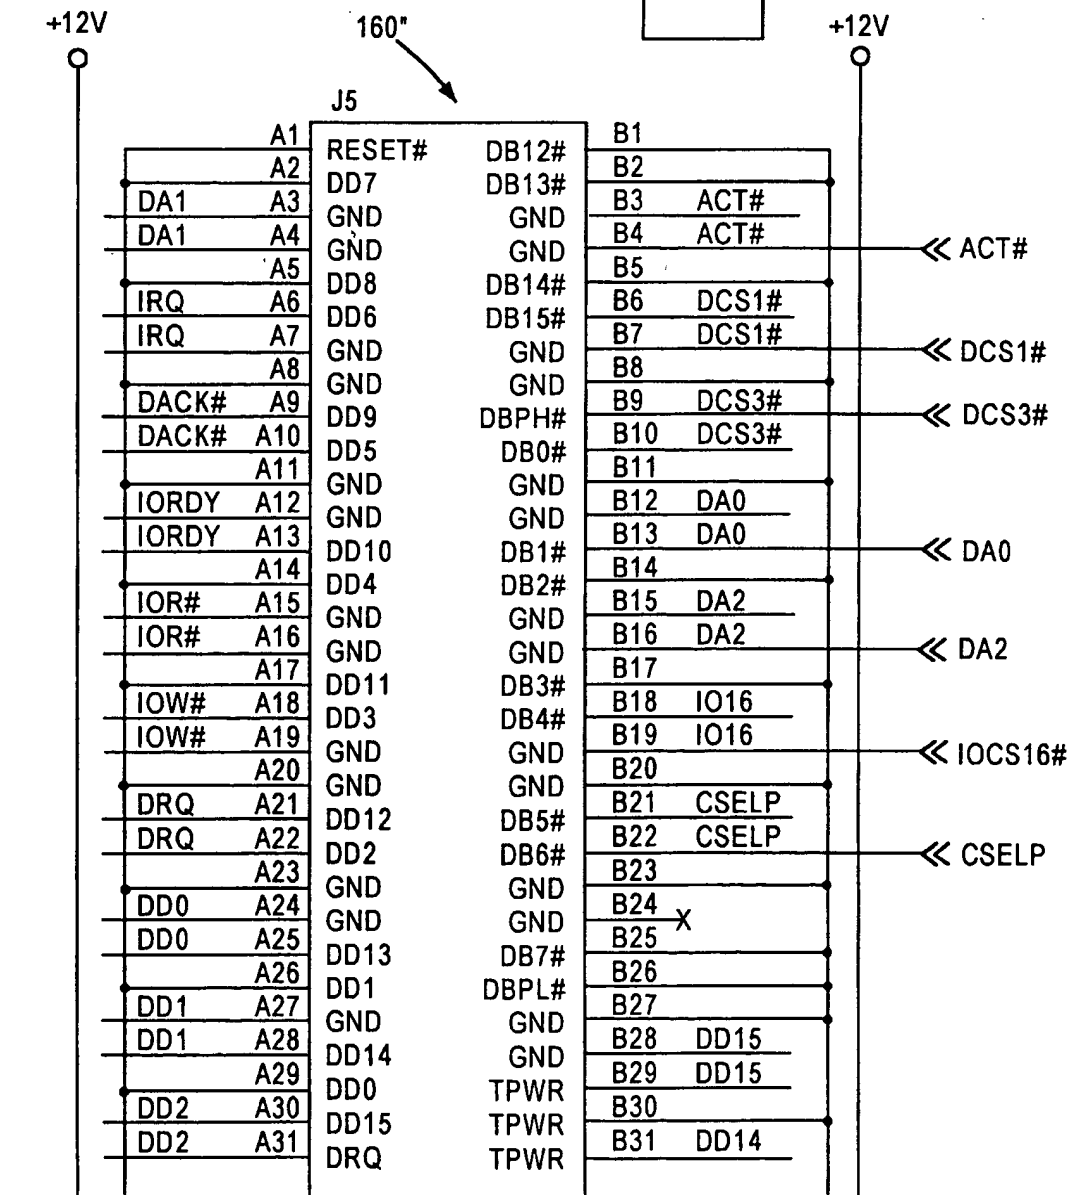 +12V 160" +12V
J5
A1 RESET# DB12# B1
A2 DD7 DB13# B2
DA1 A3 GND GND B3 ACT#
DA1 A4 GND GND B4 ACT# ACT#
A5 DD8 DB14# B5
IRQ A6 DD6 DB15# B6 DCS1#
IRQ A7 GND GND B7 DCS1# DCS1#
A8 GND GND B8
DACK# A9 DD9 DBPH# B9 DCS3# DCS3#
DACK# A10 DD5 DB0# B10 DCS3#
A11 GND GND B11
IORDY A12 GND GND B12 DA0
IORDY A13 DD10 DB1# B13 DA0 DA0
A14 DD4 DB2# B14
IOR# A15 GND GND B15 DA2
IOR# A16 GND GND B16 DA2 DA2
A17 DD11 DB3# B17
IOW# A18 DD3 DB4# B18 IO16
IOW# A19 GND GND B19 IO16 IOCS16#
A20 GND GND B20
DRQ A21 DD12 DB5# B21 CSELP
DRQ A22 DD2 DB6# B22 CSELP CSELP
A23 GND GND B23
DD0 A24 GND GND B24 X
DD0 A25 DD13 DB7# B25
A26 DD1 DBPL# B26
DD1 A27 GND GND B27
DD1 A28 DD14 GND B28 DD15
A29 DD0 TPWR B29 DD15
DD2 A30 DD15 TPWR B30
DD2 A31 DRQ TPWR B31 DD14